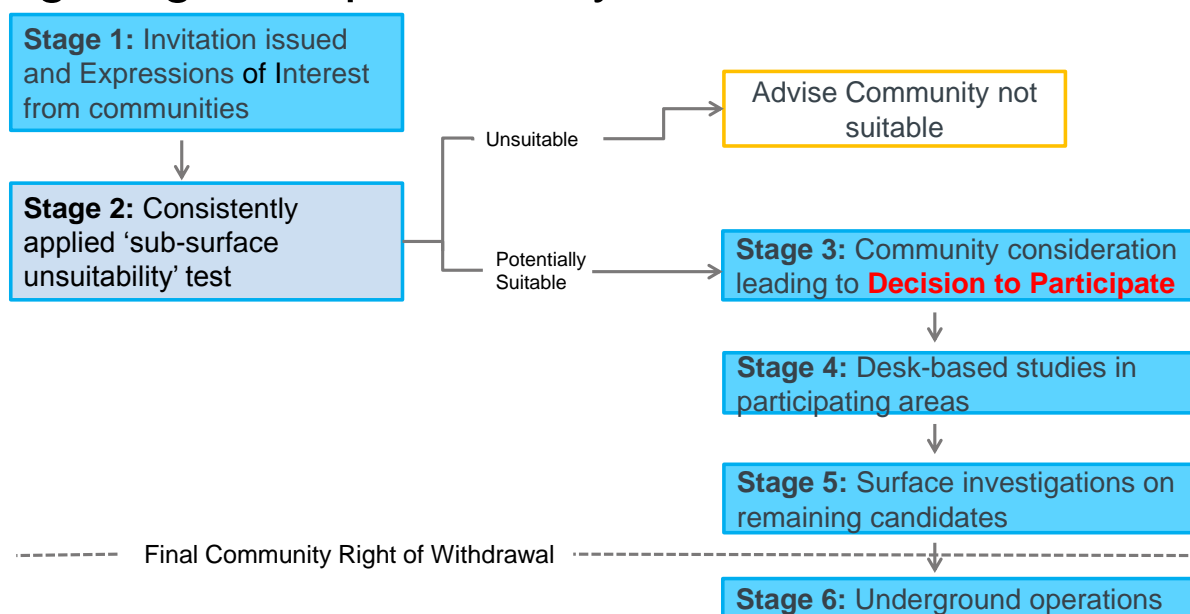 Stage 1: Invitation issued
and Expressions of Interest
from communities
Advise Community not
suitable
Unsuitable
Stage 2: Consistently
applied ‘sub-surface
unsuitability’ test
Potentially
Suitable
Stage 3: Community consideration
leading to Decision to Participate
Stage 4: Desk-based studies in
participating areas
Stage 5: Surface investigations on
remaining candidates
Final Community Right of Withdrawal
Stage 6: Underground operations